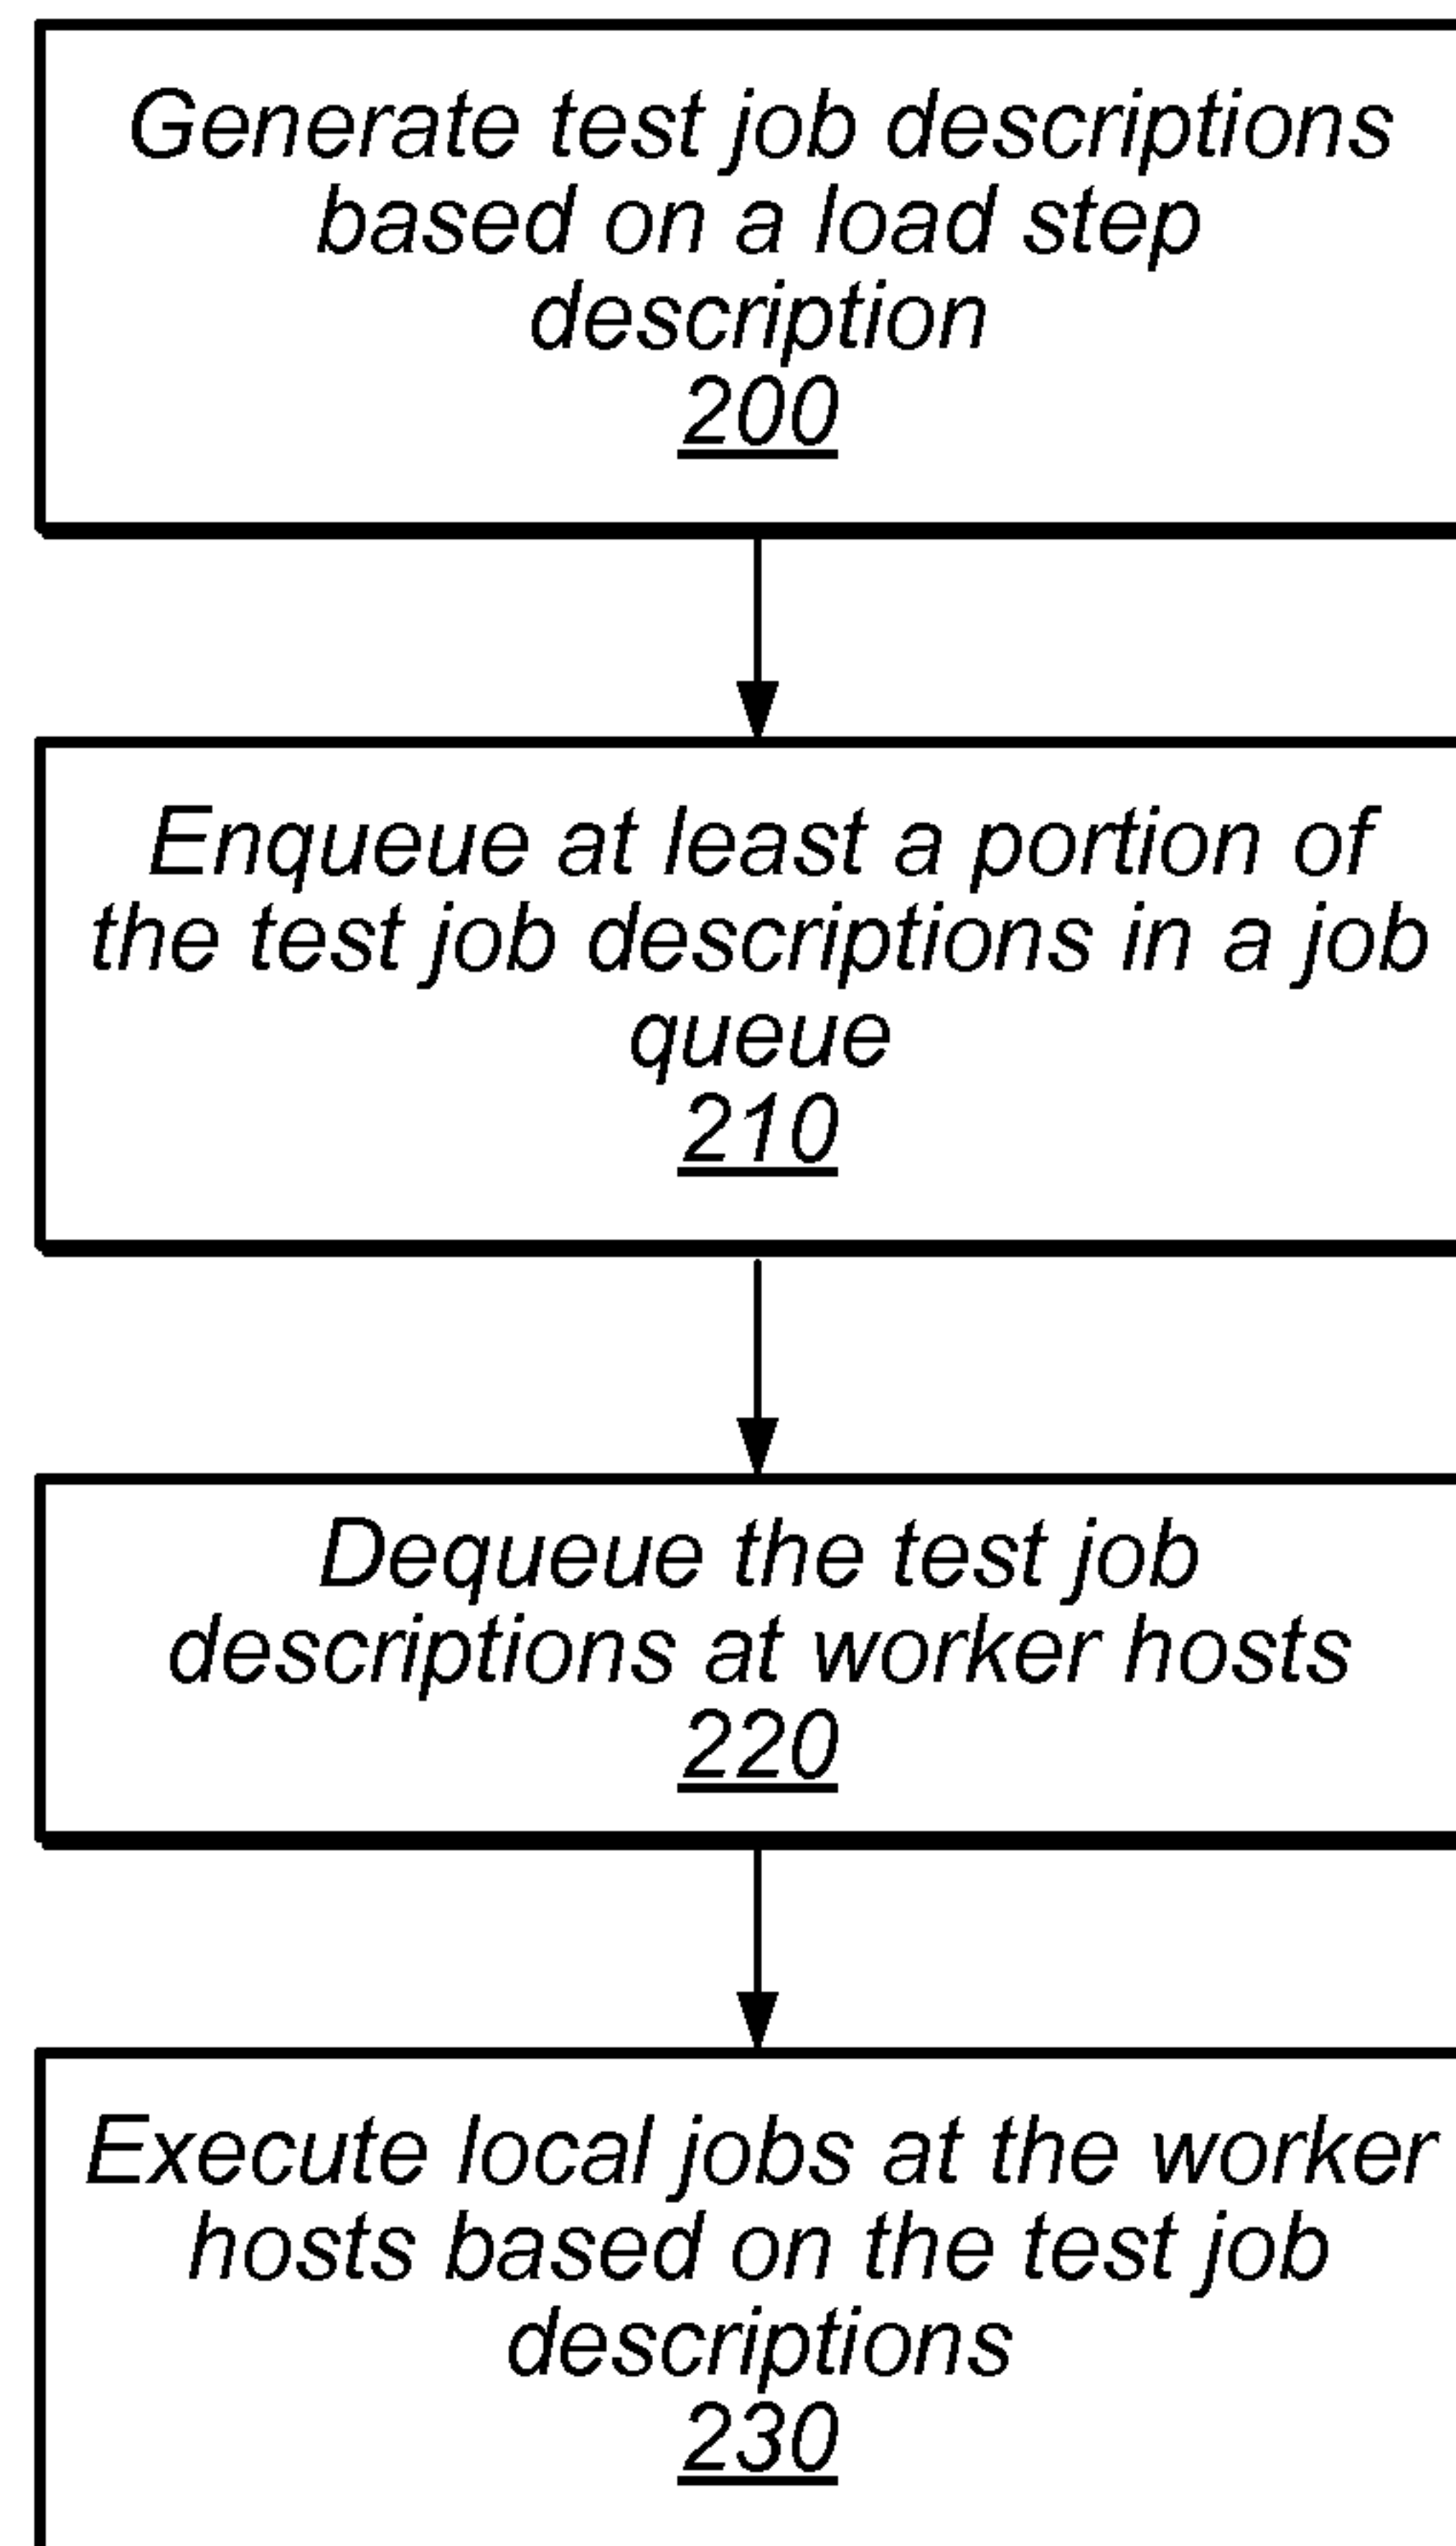 Generate test job descriptions
based on a load step
description
200
Enqueue at least a portion of
the test job descriptions in a job
queue
210
Dequeue the test job
descriptions at worker hosts
220
Execute local jobs at the worker
hosts based on the test job
descriptions
230